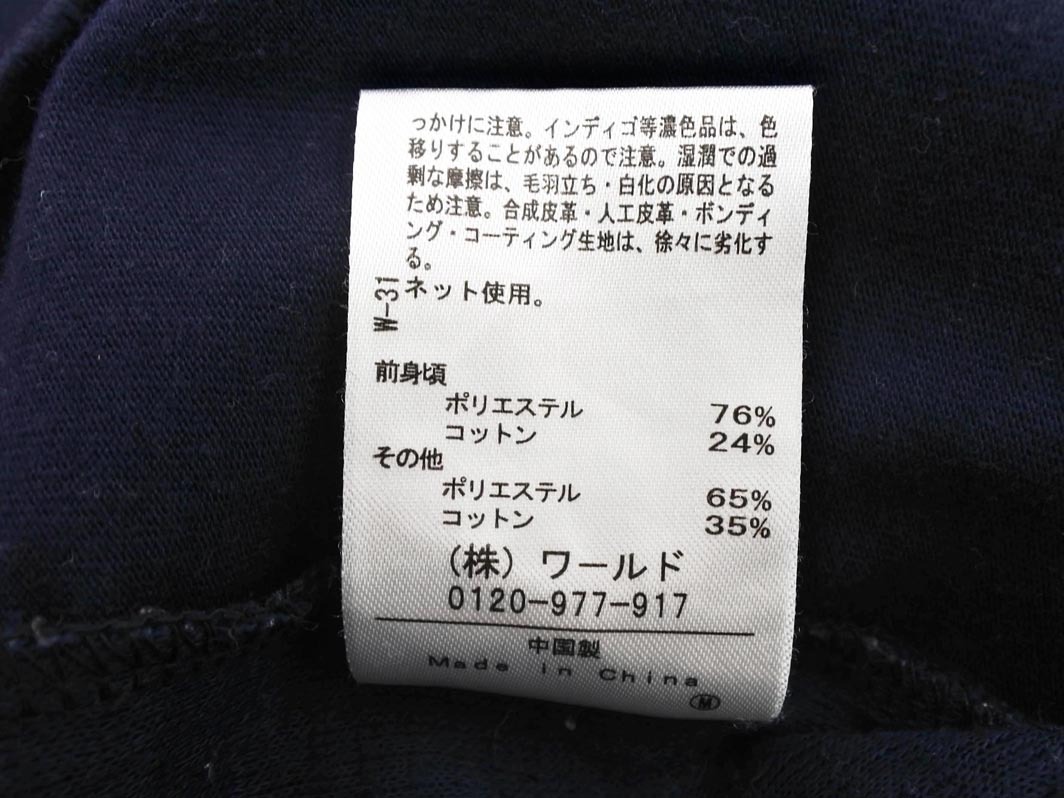 っかけに注意。インディゴ等濃色品は、色
移りすることがあるので注意。湿潤での過
剰な摩擦は、毛羽立ち・白化の原因となる
ため注意。合成皮革・人工皮革・ボンディ
ング・コーティング生地は、徐々に劣化す
る。
ネット使用。
W-31
前身頃
ポリエステル 76%
コットン 24%
その他
ポリエステル 65%
コットン 35%
(株) ワールド
0120-977-917
中国製
Made in China
M